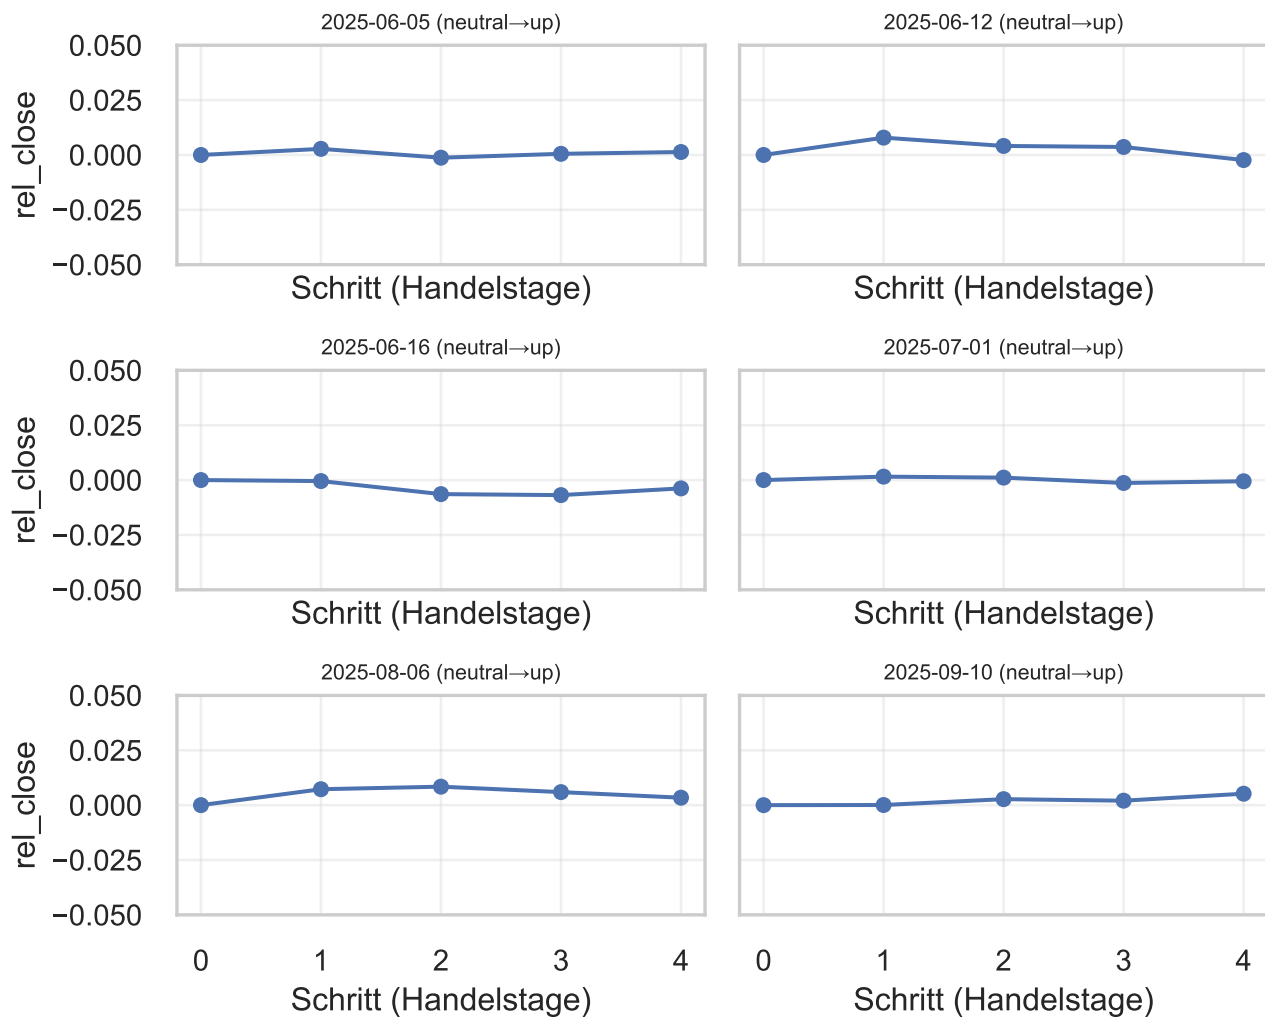 2025-06-05 (neutral→up)
2025-06-12 (neutral→up)
0.050
0.025
0.000
−0.025
−0.050
rel_close
Schritt (Handelstage)
Schritt (Handelstage)
2025-06-16 (neutral→up)
2025-07-01 (neutral→up)
0.050
0.025
0.000
−0.025
−0.050
rel_close
Schritt (Handelstage)
Schritt (Handelstage)
2025-08-06 (neutral→up)
2025-09-10 (neutral→up)
0.050
0.025
0.000
−0.025
−0.050
rel_close
0 1 2 3 4
0 1 2 3 4
Schritt (Handelstage)
Schritt (Handelstage)